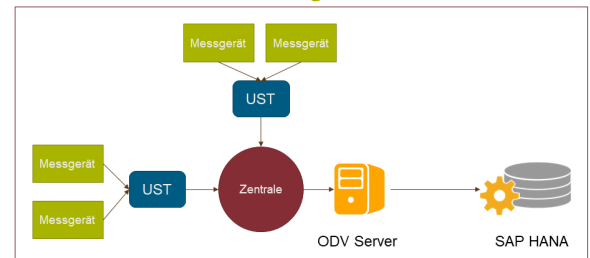 Messgerät
Messgerät
UST
Messgerät
UST
Zentrale
Messgerät
ODV Server
SAP HANA